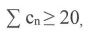 ∑ cₙ ≥ 20,